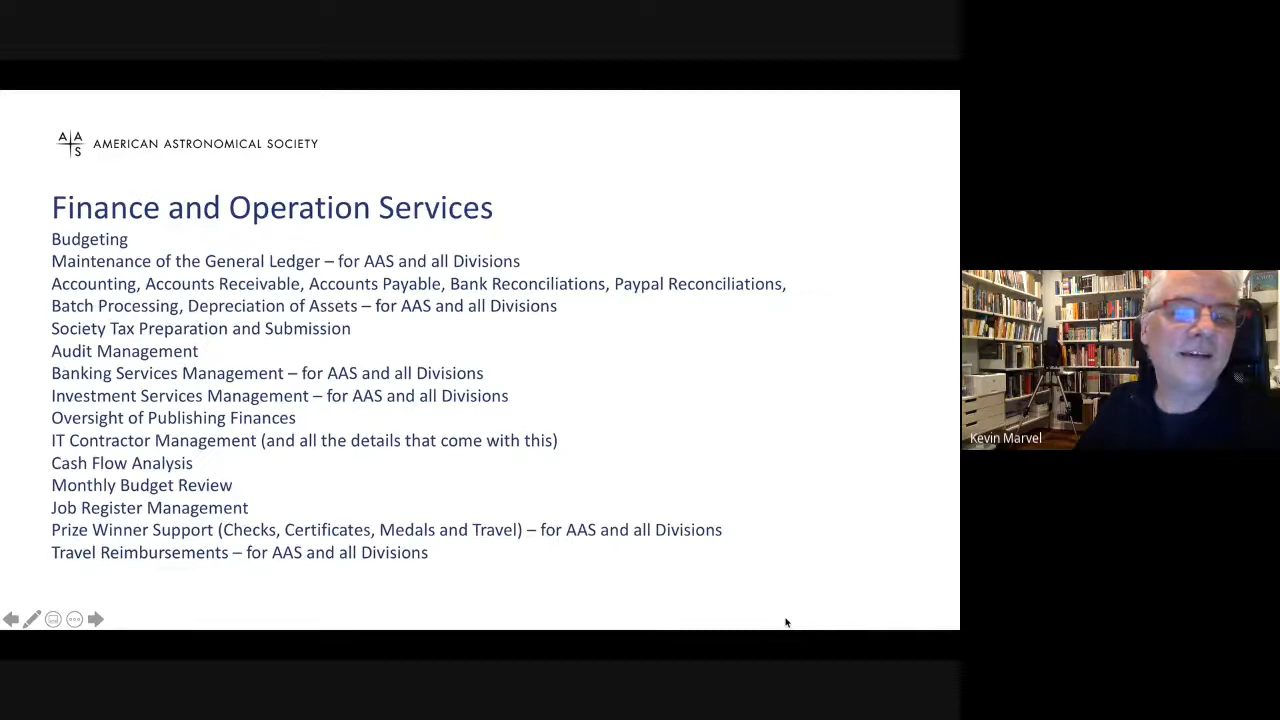 A A
S
AMERICAN ASTRONOMICAL SOCIETY
Finance and Operation Services
Budgeting
Maintenance of the General Ledger – for AAS and all Divisions
Accounting, Accounts Receivable, Accounts Payable, Bank Reconciliations, Paypal Reconciliations,
Batch Processing, Depreciation of Assets – for AAS and all Divisions
Society Tax Preparation and Submission
Audit Management
Banking Services Management – for AAS and all Divisions
Investment Services Management – for AAS and all Divisions
Oversight of Publishing Finances
IT Contractor Management (and all the details that come with this)
Cash Flow Analysis
Monthly Budget Review
Job Register Management
Prize Winner Support (Checks, Certificates, Medals and Travel) – for AAS and all Divisions
Travel Reimbursements – for AAS and all Divisions
Kevin Marvel